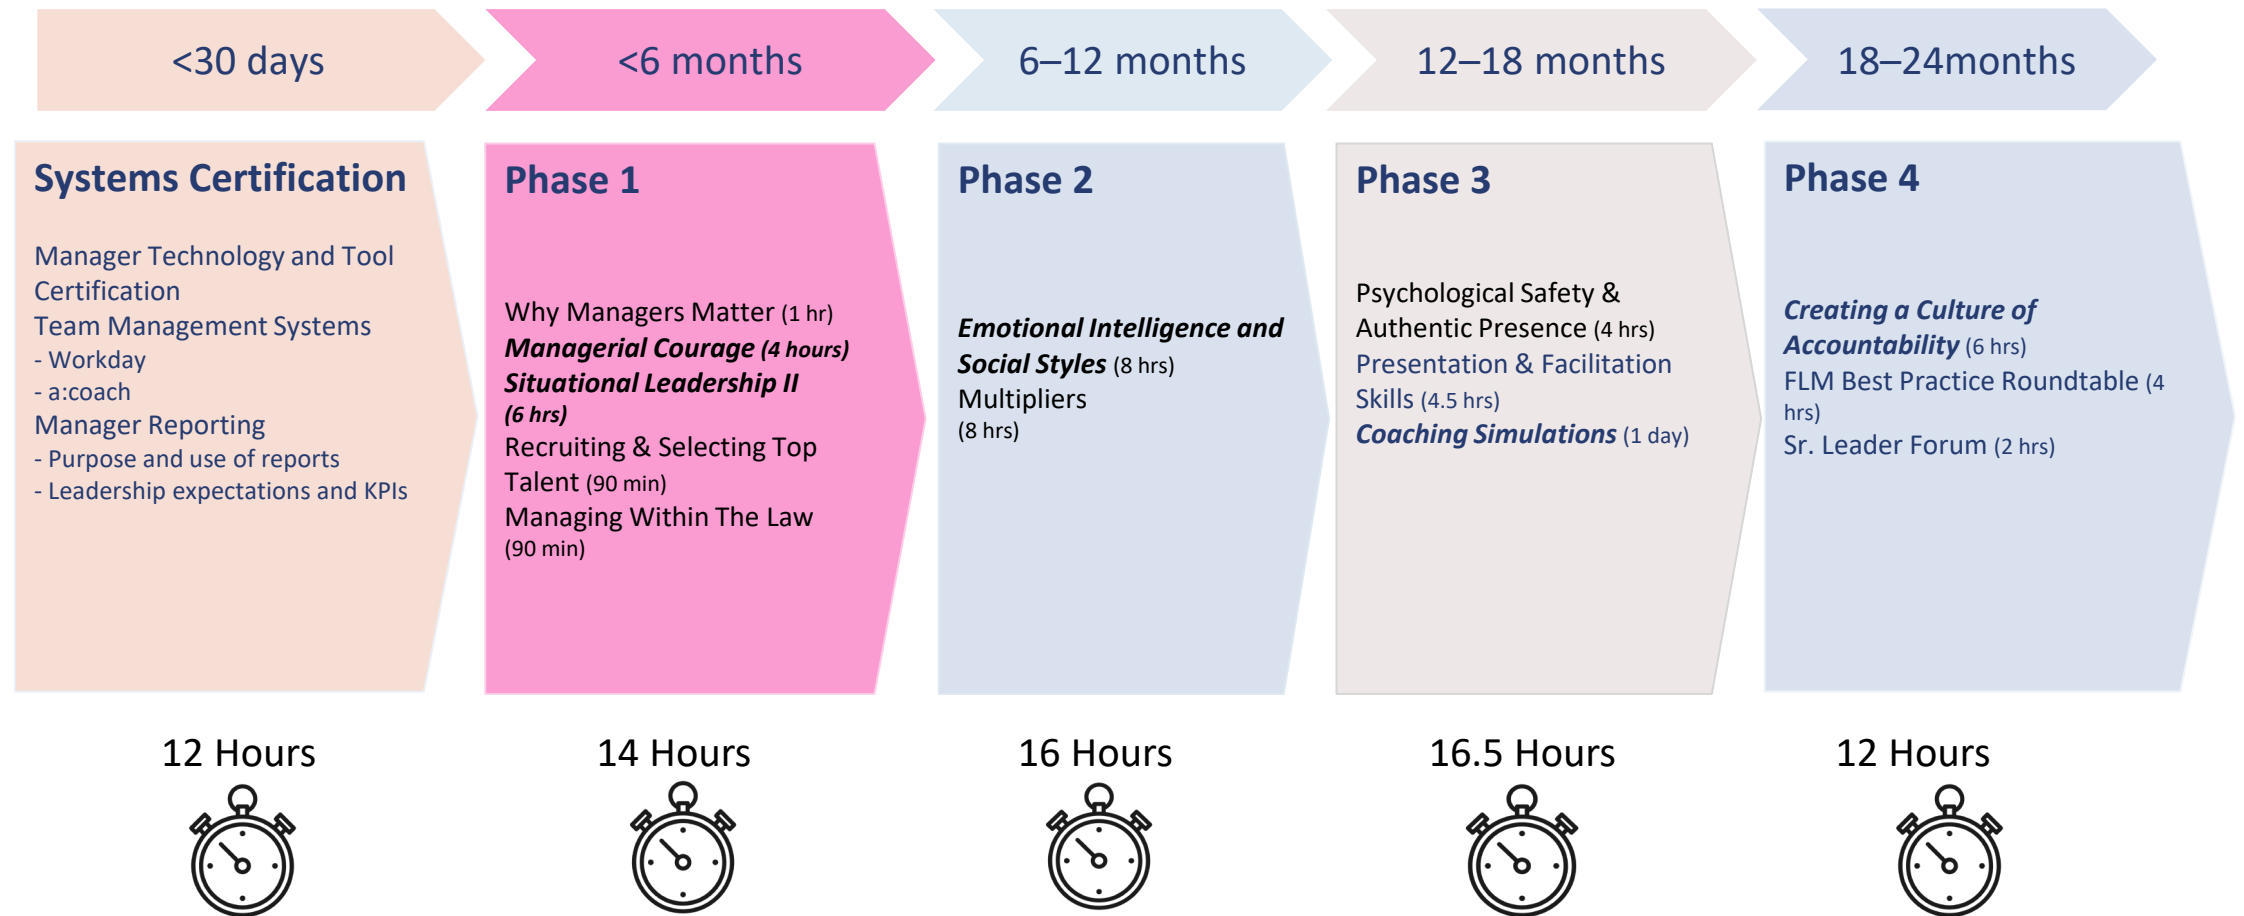 <30 days
<6 months
6–12 months
12–18 months
18–24months
Systems Certification
Manager Technology and Tool
Certification
Team Management Systems
- Workday
- a:coach
Manager Reporting
- Purpose and use of reports
- Leadership expectations and KPIs
Phase 1
Why Managers Matter (1 hr)
Managerial Courage (4 hours)
Situational Leadership II
(6 hrs)
Recruiting & Selecting Top
Talent (90 min)
Managing Within The Law
(90 min)
Phase 2
Emotional Intelligence and
Social Styles (8 hrs)
Multipliers
(8 hrs)
Phase 3
Psychological Safety &
Authentic Presence (4 hrs)
Presentation & Facilitation
Skills (4.5 hrs)
Coaching Simulations (1 day)
Phase 4
Creating a Culture of
Accountability (6 hrs)
FLM Best Practice Roundtable (4
hrs)
Sr. Leader Forum (2 hrs)
12 Hours
14 Hours
16 Hours
16.5 Hours
12 Hours